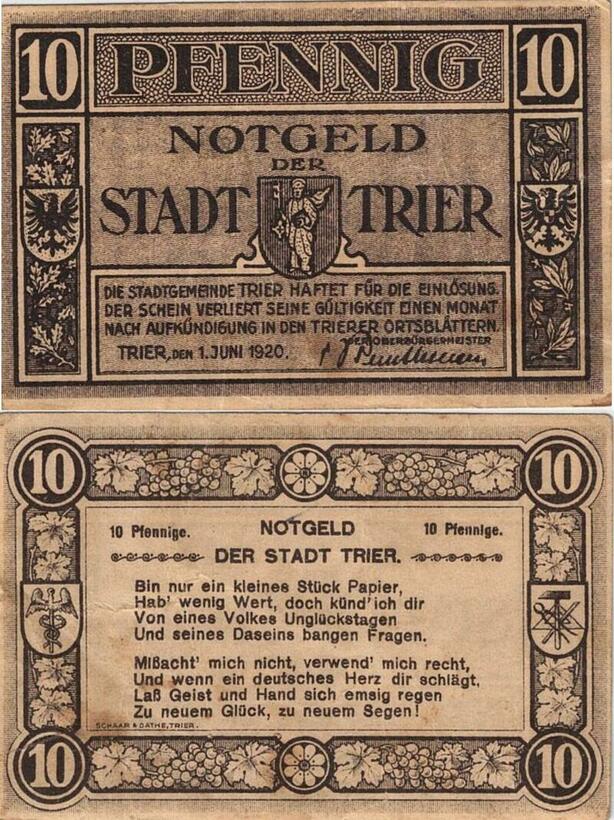 10 PFENNIG 10
NOTGELD
DER
STADT TRIER
DIE STADTGEMEINDE TRIER HAFTET FÜR DIE EINLÖSUNG.
DER SCHEIN VERLIERT SEINE GÜLTIGKEIT EINEN MONAT
NACH AUFKÜNDIGUNG IN DEN TRIERER ORTSBLÄTTERN.
DER OBERBÜRGERMEISTER
TRIER, DEN 1. JUNI 1920.
10 10
10 Pfennige. NOTGELD 10 Pfennige.
DER STADT TRIER.
Bin nur ein kleines Stück Papier,
Hab' wenig Wert, doch künd' ich dir
Von eines Volkes Unglückstagen
Und seines Daseins bangen Fragen.
Mißacht' mich nicht, verwend' mich recht,
Und wenn ein deutsches Herz dir schlägt,
Laß Geist und Hand sich emsig regen
Zu neuem Glück, zu neuem Segen!
SCHAAR & DATHE, TRIER.
10 10